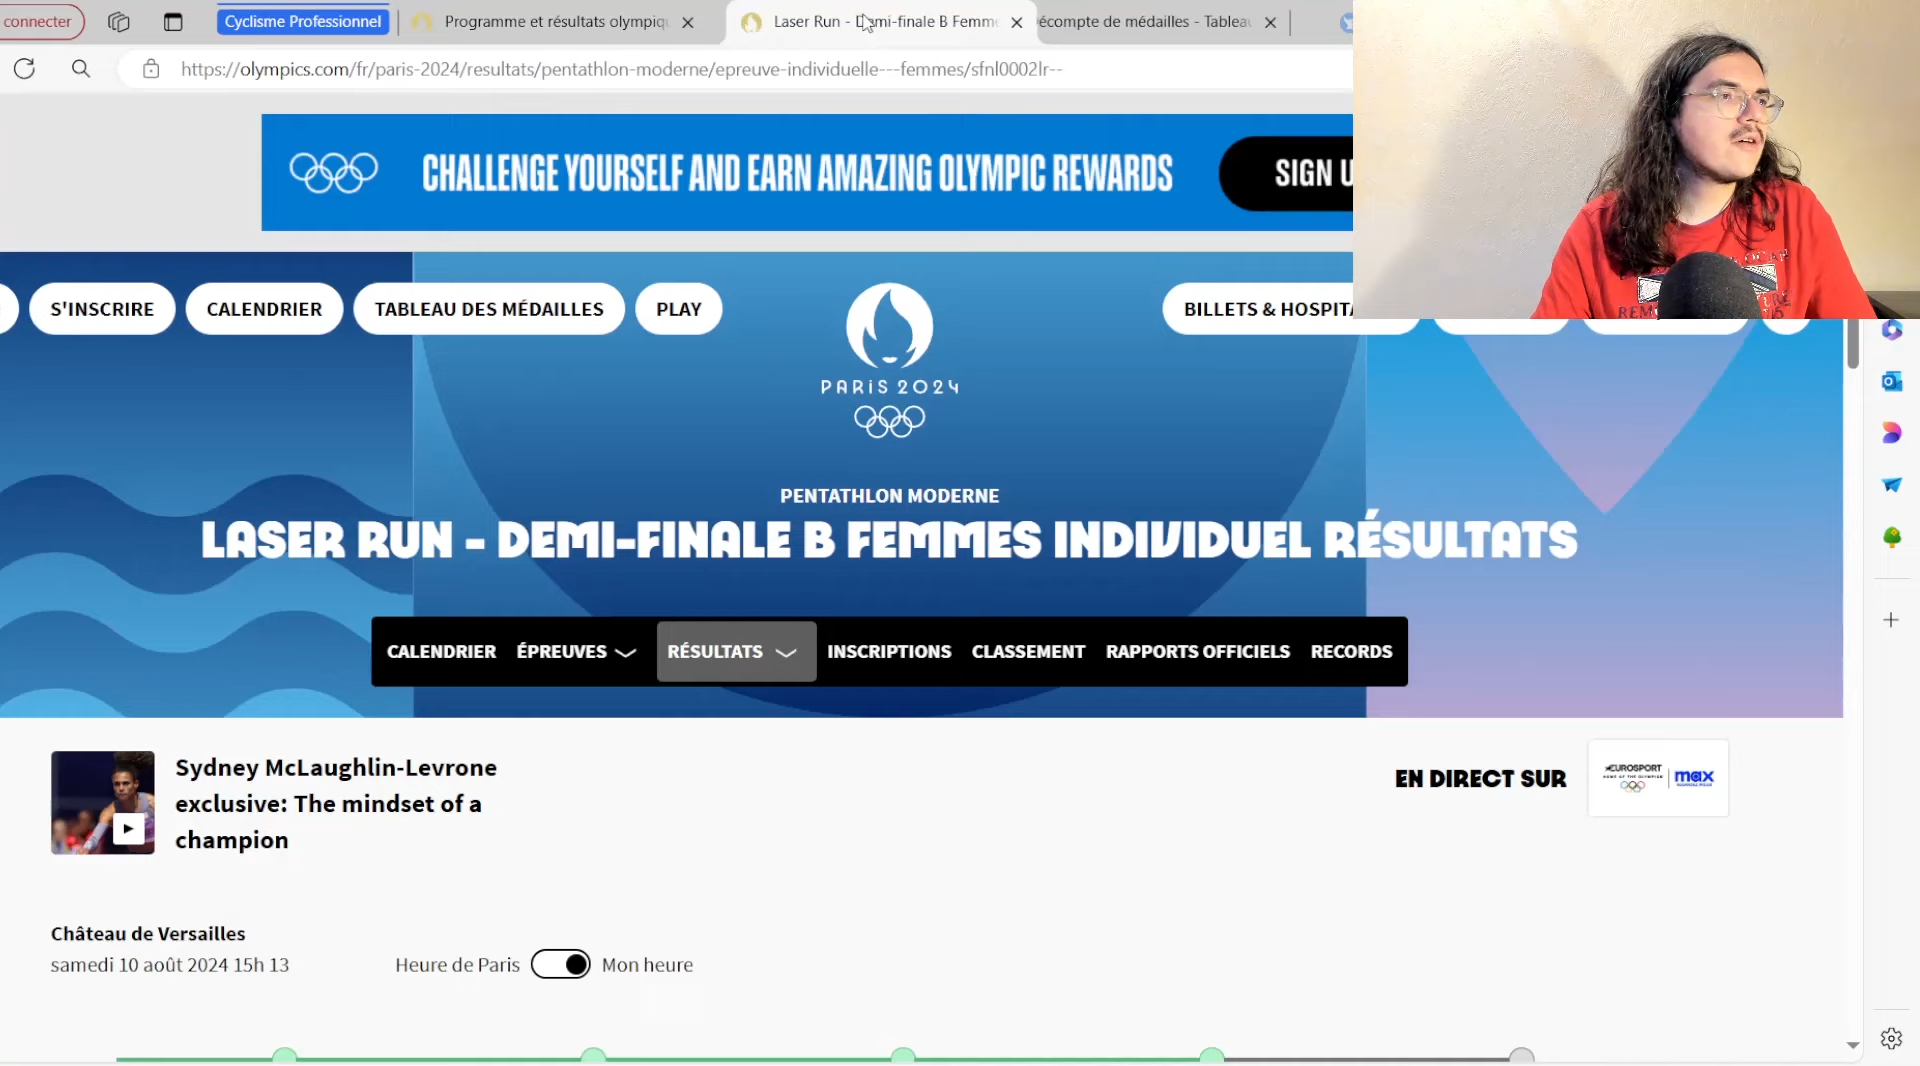 connecter
Cyclisme Professionnel
Programme et résultats olympiqu
Laser Run - Demi-finale B Femme
écompte de médailles - Tableau
https://olympics.com/fr/paris-2024/resultats/pentathlon-moderne/epreuve-individuelle---femmes/sfnl0002lr--
CHALLENGE YOURSELF AND EARN AMAZING OLYMPIC REWARDS
SIGN U
S'INSCRIRE
CALENDRIER
TABLEAU DES MÉDAILLES
PLAY
BILLETS & HOSPITA
PARIS 2024
PENTATHLON MODERNE
LASER RUN - DEMI-FINALE B FEMMES INDIVIDUEL RÉSULTATS
CALENDRIER
ÉPREUVES
RÉSULTATS
INSCRIPTIONS
CLASSEMENT
RAPPORTS OFFICIELS
RECORDS
Sydney McLaughlin-Levrone
exclusive: The mindset of a
champion
EN DIRECT SUR
EUROSPORT
max
Château de Versailles
samedi 10 août 2024 15h 13
Heure de Paris
Mon heure